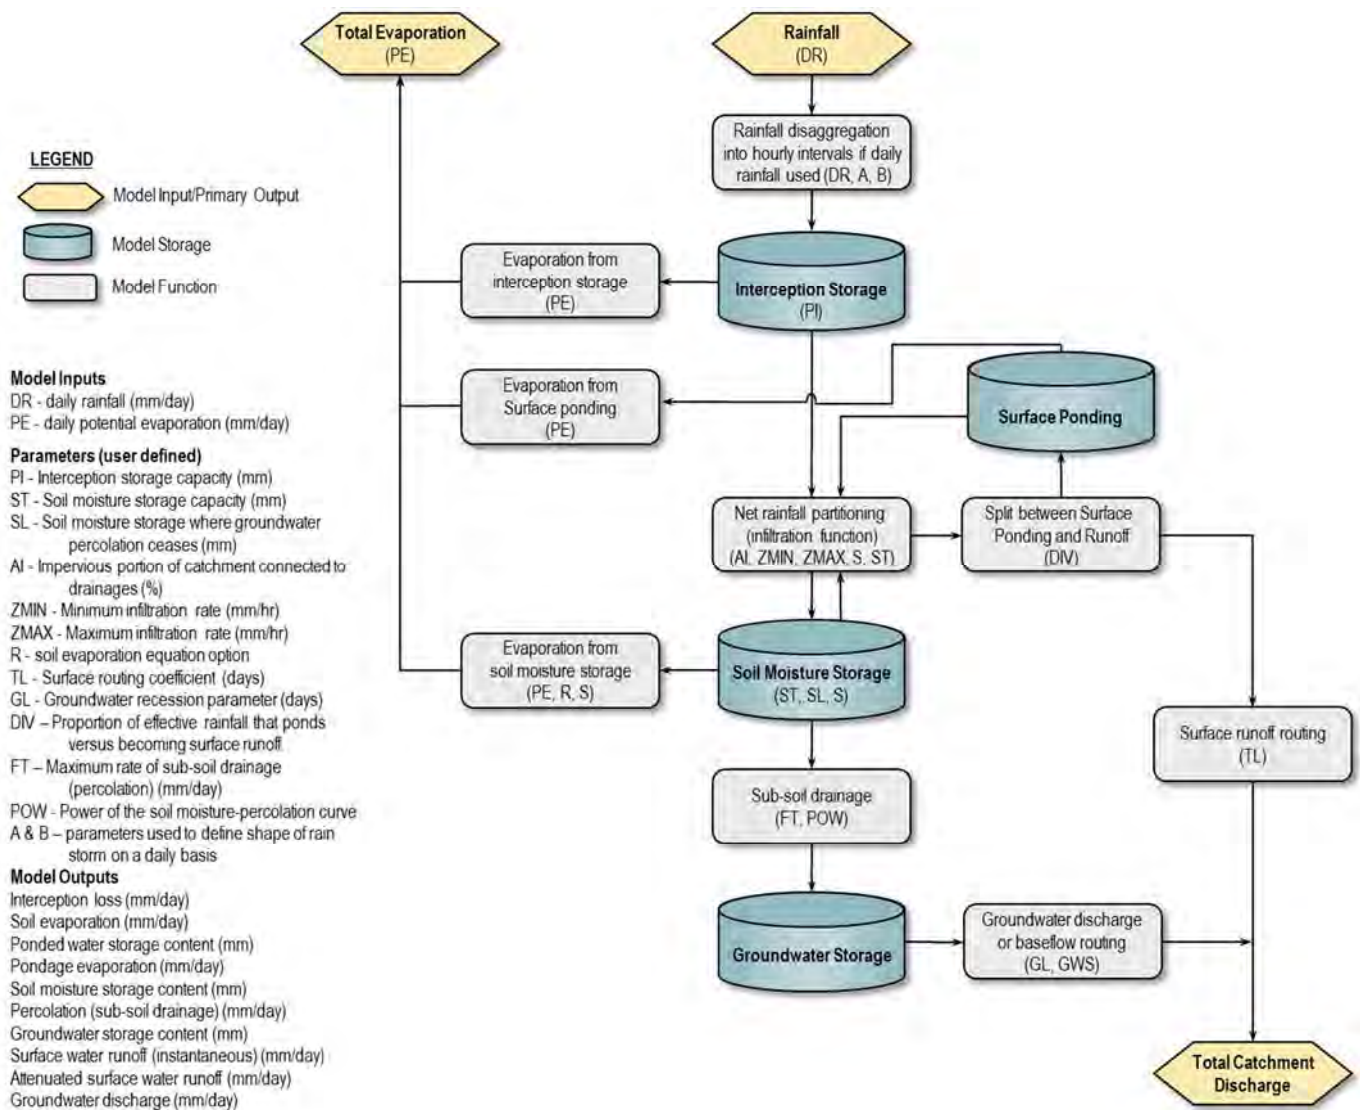 Total Evaporation
(PE)
Rainfall
(DR)
Rainfall disaggregation
into hourly intervals if daily
rainfall used (DR, A, B)
LEGEND
Model Input/Primary Output
Model Storage
Model Function
Evaporation from
interception storage
(PE)
Interception Storage
(PI)
Evaporation from
Surface ponding
(PE)
Surface Ponding
Net rainfall partitioning
(infiltration function)
(AI, ZMIN, ZMAX, S, ST)
Split between Surface
Ponding and Runoff
(DIV)
Evaporation from
soil moisture storage
(PE, R, S)
Soil Moisture Storage
(ST, SL, S)
Surface runoff routing
(TL)
Sub-soil drainage
(FT, POW)
Groundwater Storage
Groundwater discharge
or baseflow routing
(GL, GWS)
Total Catchment
Discharge
Model Inputs
DR - daily rainfall (mm/day)
PE - daily potential evaporation (mm/day)
Parameters (user defined)
PI - Interception storage capacity (mm)
ST - Soil moisture storage capacity (mm)
SL - Soil moisture storage where groundwater
percolation ceases (mm)
AI - Impervious portion of catchment connected to
drainages (%)
ZMIN - Minimum infiltration rate (mm/hr)
ZMAX - Maximum infiltration rate (mm/hr)
R - soil evaporation equation option
TL - Surface routing coefficient (days)
GL - Groundwater recession parameter (days)
DIV – Proportion of effective rainfall that ponds
versus becoming surface runoff
FT – Maximum rate of sub-soil drainage
(percolation) (mm/day)
POW - Power of the soil moisture-percolation curve
A & B – parameters used to define shape of rain
storm on a daily basis
Model Outputs
Interception loss (mm/day)
Soil evaporation (mm/day)
Ponded water storage content (mm)
Pondage evaporation (mm/day)
Soil moisture storage content (mm)
Percolation (sub-soil drainage) (mm/day)
Groundwater storage content (mm)
Surface water runoff (instantaneous) (mm/day)
Attenuated surface water runoff (mm/day)
Groundwater discharge (mm/day)